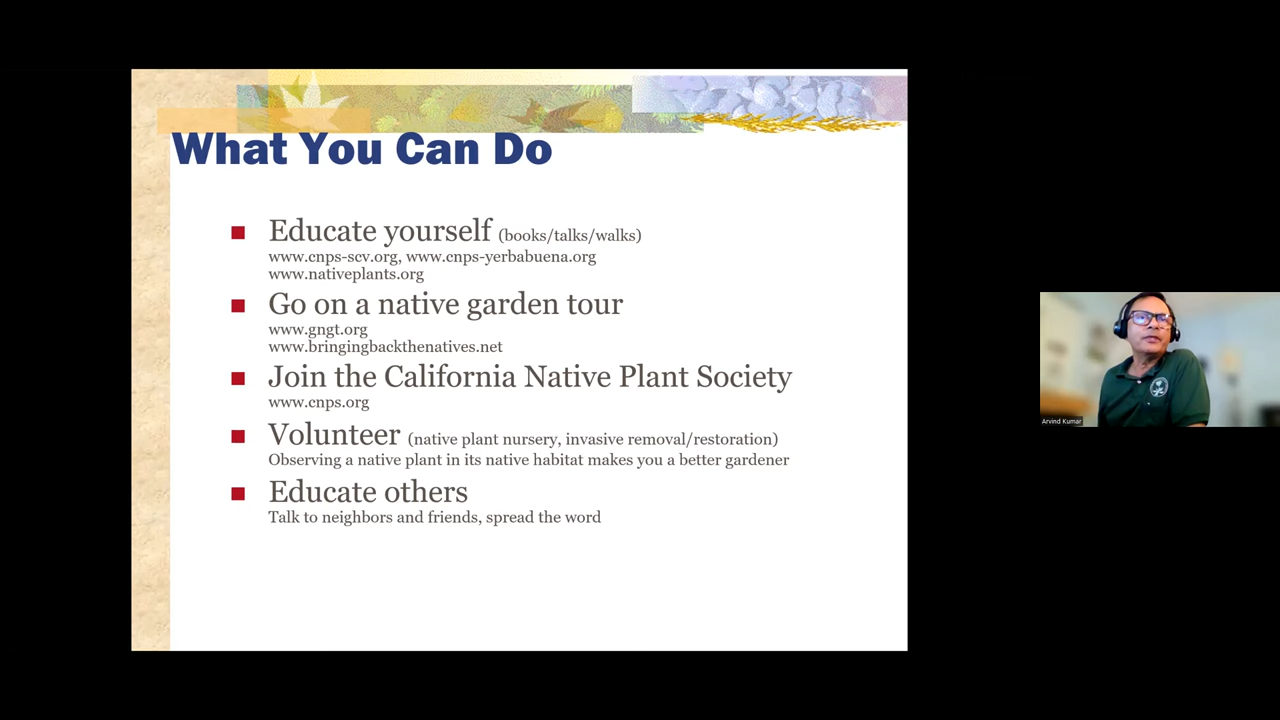 What You Can Do
Educate yourself (books/talks/walks)
www.cnps-scv.org, www.cnps-yerbabuena.org
www.nativeplants.org
Go on a native garden tour
www.gngt.org
www.bringingbackthenatives.net
Join the California Native Plant Society
www.cnps.org
Volunteer (native plant nursery, invasive removal/restoration)
Observing a native plant in its native habitat makes you a better gardener
Educate others
Talk to neighbors and friends, spread the word
Arvind Kumar